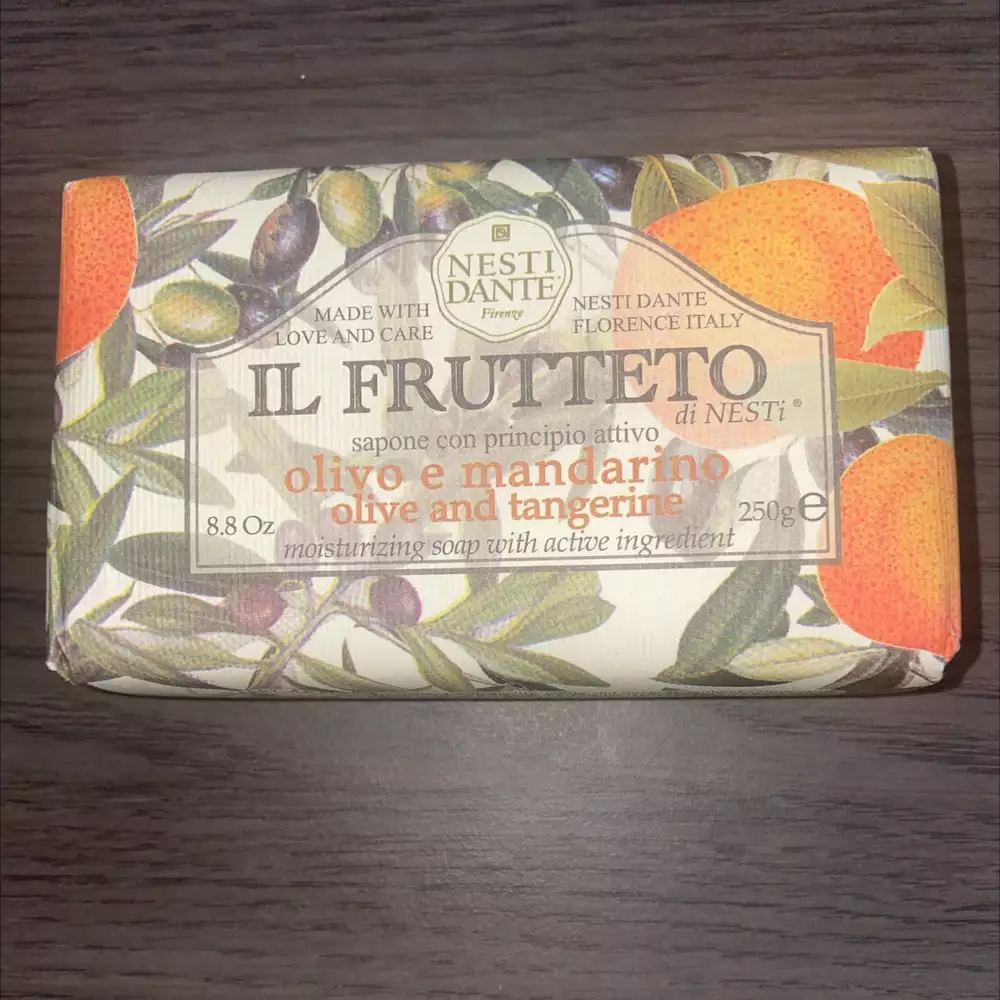 NESTI
DANTE
Firenze
MADE WITH
LOVE AND CARE
NESTI DANTE
FLORENCE ITALY
IL FRUTTETO
di NESTi®
sapone con principio attivo
olivo e mandarino
olive and tangerine
8.8 Oz
250g e
moisturizing soap with active ingredient